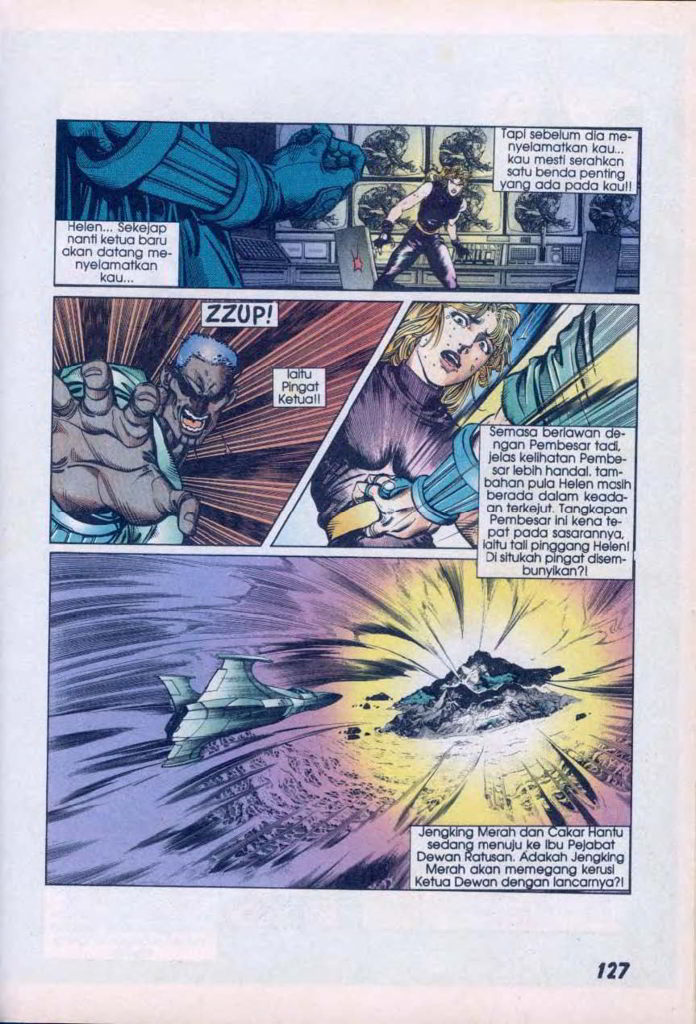 Helen... Sekejap
nanti ketua baru
akan datang
menyelamatkan
kau...
Tapi sebelum dia me-
nyelamatkan kau...
kau mesti serahkan
satu benda penting
yang ada pada kau!!
ZZUP!
Iaitu
Pingat
Ketua!!
Semasa berlawan de-
ngan Pembesar tadi,
jelas kelihatan Pembe-
sar lebih handal, tam-
bahan pula Helen masih
berada dalam keada-
an terkejut. Tangkapan
Pembesar ini kena te-
pat pada sasarannya,
iaitu tali pinggang Helen!
Di situkah pingat disem-
bunyikan?!
Jengking Merah dan Cakar Hantu
sedang menuju ke Ibu Pejabat
Dewan Ratusan. Adakah Jengking
Merah akan memegang kerusi
Ketua Dewan dengan lancarnya?!
127